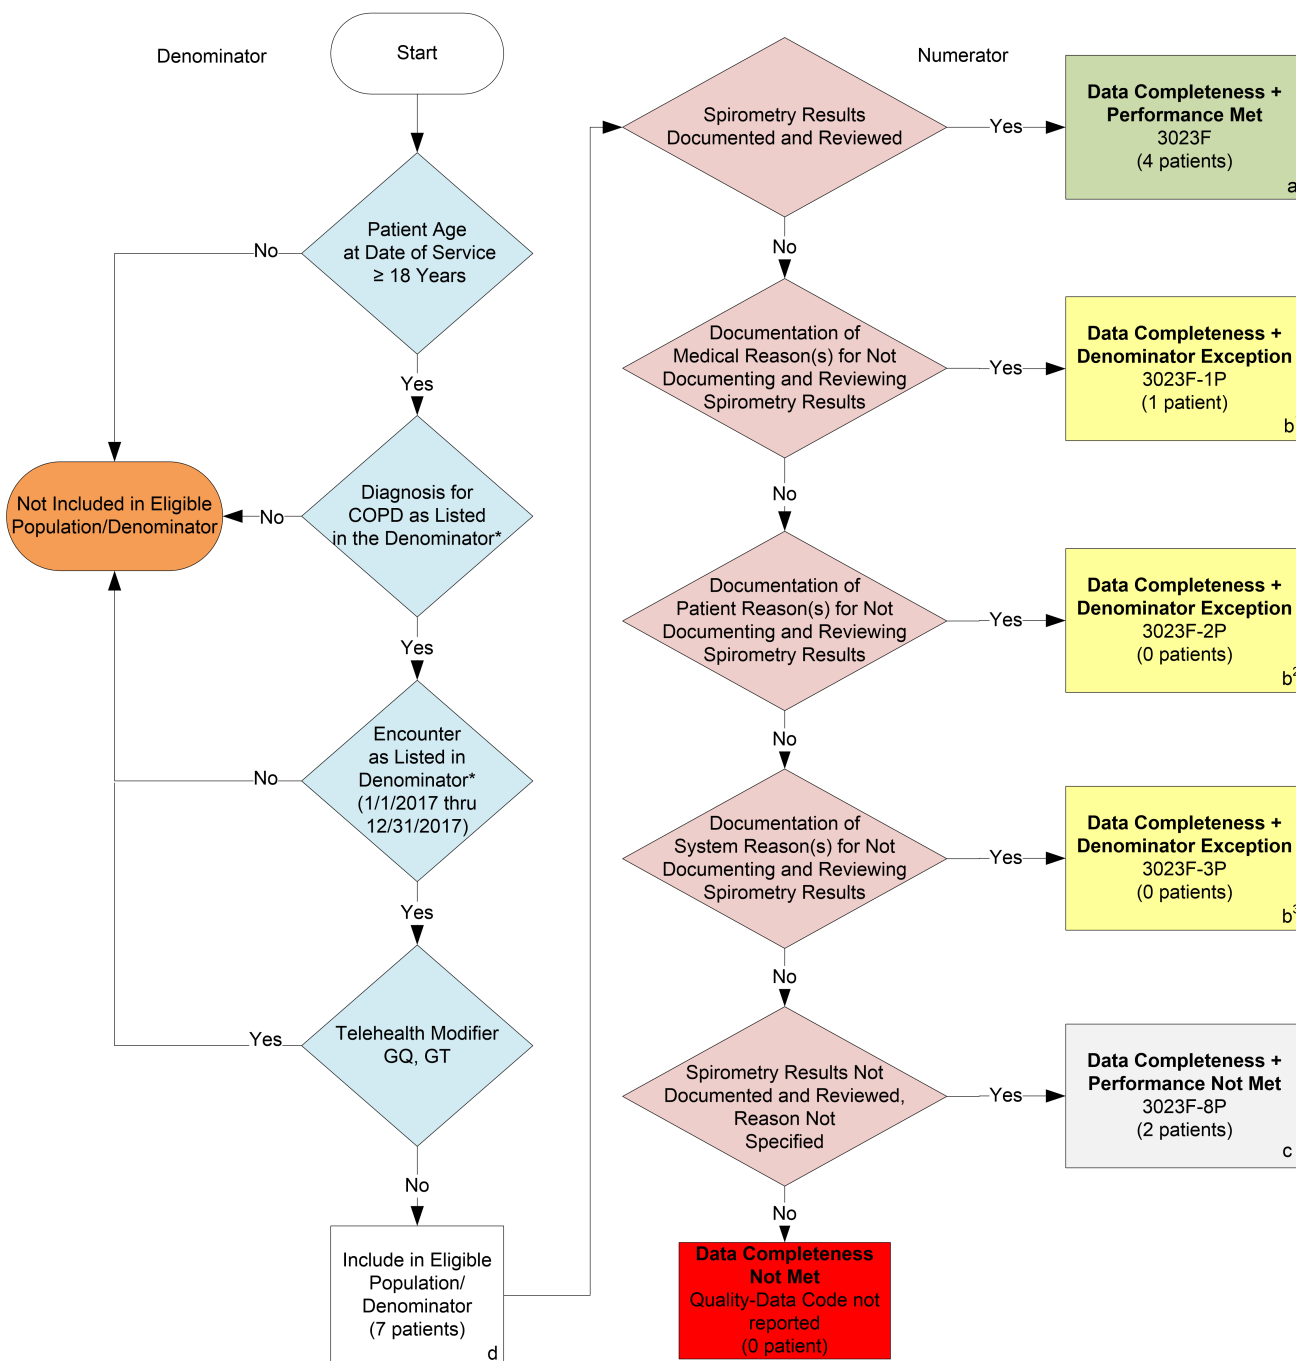 Denominator
Start
Patient Age
at Date of Service
≥ 18 Years
No
Yes
Diagnosis for
COPD as Listed
in the Denominator*
No
Not Included in Eligible
Population/Denominator
Yes
Encounter
as Listed in
Denominator*
(1/1/2017 thru
12/31/2017)
No
Yes
Telehealth Modifier
GQ, GT
Yes
No
Include in Eligible
Population/
Denominator
(7 patients)
d
Numerator
Spirometry Results
Documented and Reviewed
Yes
Data Completeness +
Performance Met
3023F
(4 patients)
a
No
Documentation of
Medical Reason(s) for Not
Documenting and Reviewing
Spirometry Results
Yes
Data Completeness +
Denominator Exception
3023F-1P
(1 patient)
b
No
Documentation of
Patient Reason(s) for Not
Documenting and Reviewing
Spirometry Results
Yes
Data Completeness +
Denominator Exception
3023F-2P
(0 patients)
b²
No
Documentation of
System Reason(s) for Not
Documenting and Reviewing
Spirometry Results
Yes
Data Completeness +
Denominator Exception
3023F-3P
(0 patients)
b³
No
Spirometry Results Not
Documented and Reviewed,
Reason Not
Specified
Yes
Data Completeness +
Performance Not Met
3023F-8P
(2 patients)
c
No
Data Completeness
Not Met
Quality-Data Code not
reported
(0 patient)